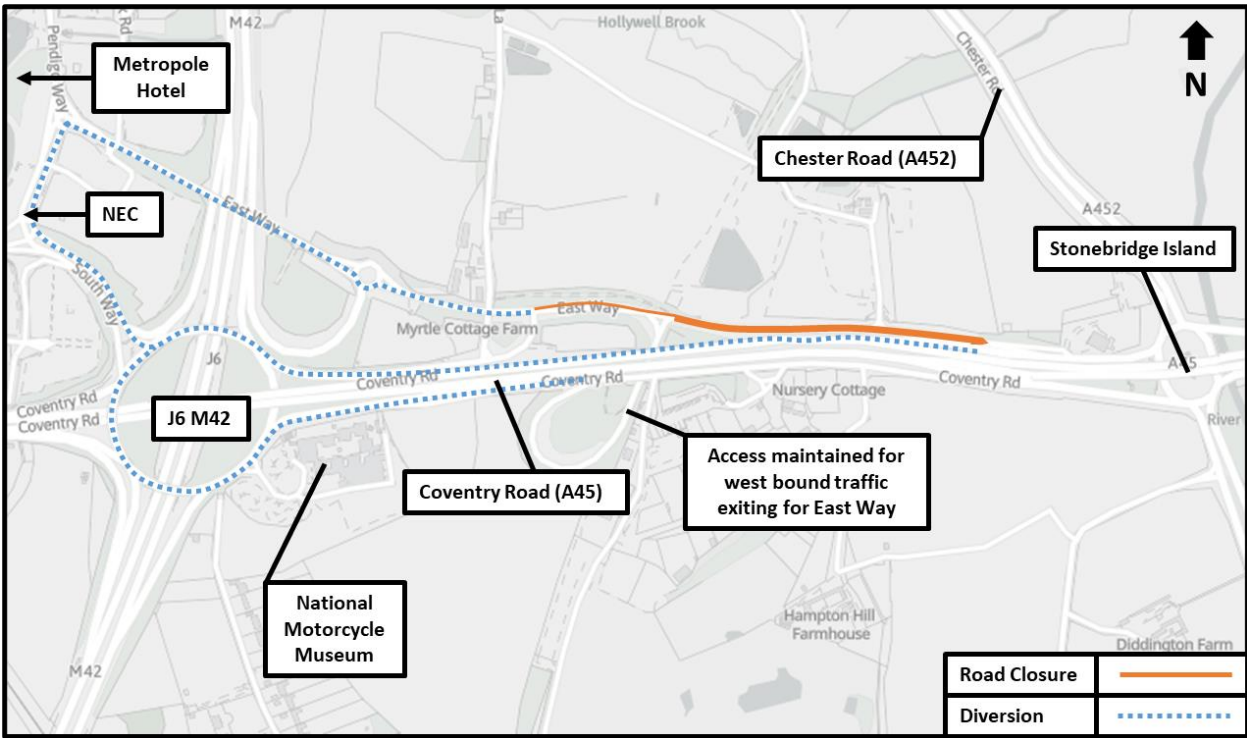 M42
La
Hollywell Brook
k Rd
Pendigo Way
Metropole
Hotel
Chester Rd
N
Chester Road (A452)
NEC
East Way
A452
Stonebridge Island
South Way
East Way
Myrtle Cottage Farm
J6
Coventry Rd
Coventry Rd
Coventry Rd
A45
Coventry Rd
Coventry Rd
Nursery Cottage
J6 M42
River
Coventry Road (A45)
Access maintained for
west bound traffic
exiting for East Way
National
Motorcycle
Museum
Hampton Hill
Farmhouse
Diddington Farm
M42
Road Closure
Diversion